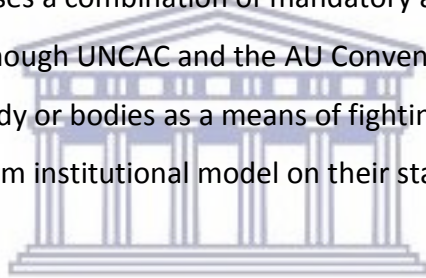 ses a combination of mandatory a
ough UNCAC and the AU Conven
dy or bodies as a means of fightin
m institutional model on their sta